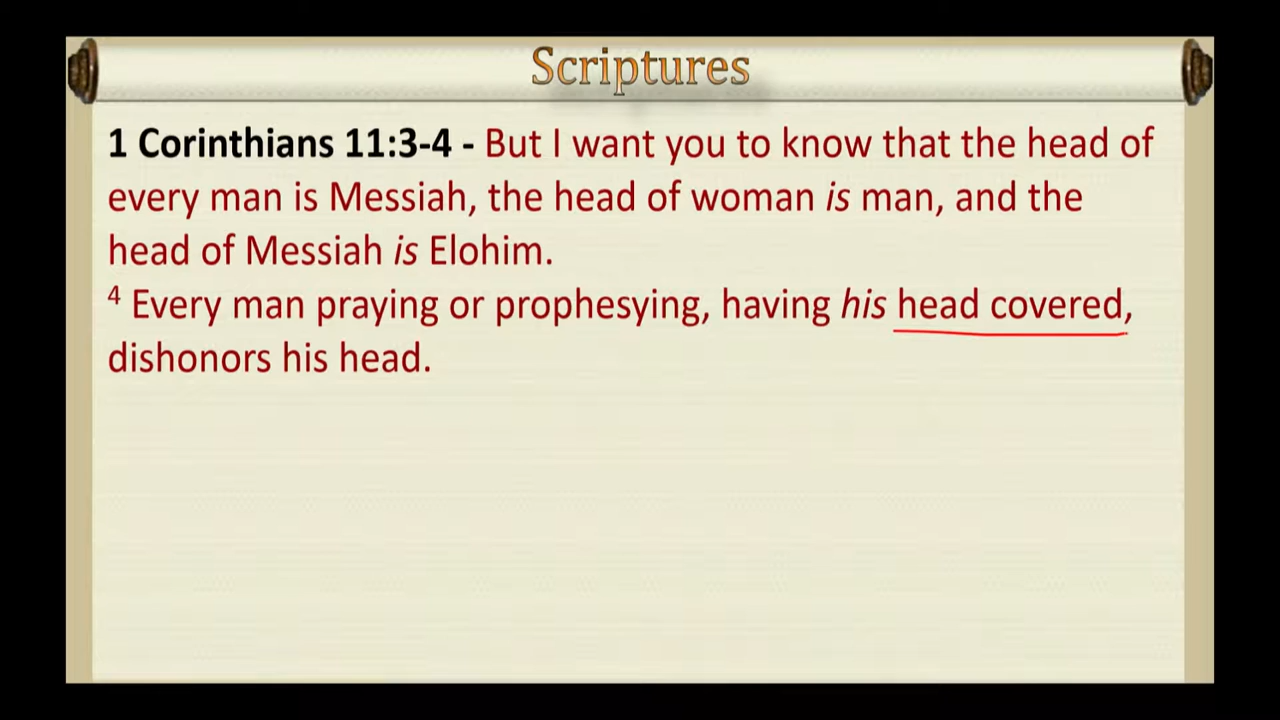 Scriptures
1 Corinthians 11:3-4 - But I want you to know that the head of
every man is Messiah, the head of woman is man, and the
head of Messiah is Elohim.
4 Every man praying or prophesying, having his head covered,
dishonors his head.